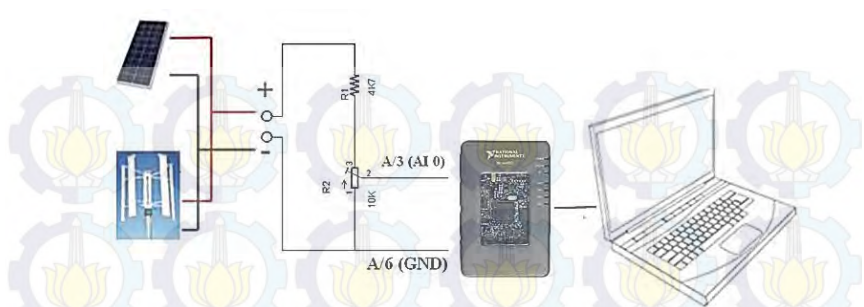 +
-
R1
4K7
R2
3
2
1
10K
A/3 (AI 0)
A/6 (GND)
NATIONAL
INSTRUMENTS